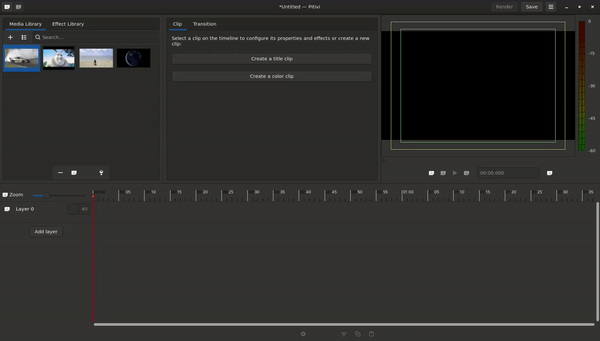 *Untitled — Pitivi
Render
Save
Media Library
Effect Library
Search...
Clip
Transition
Select a clip on the timeline to configure its properties and effects or create a new
clip:
Create a title clip
Create a color clip
0
-15
-30
-45
-60
00:00.000
Zoom
05
10
15
20
25
30
35
40
45
50
55
01:00
05
10
15
20
25
30
35
Layer 0
Add layer